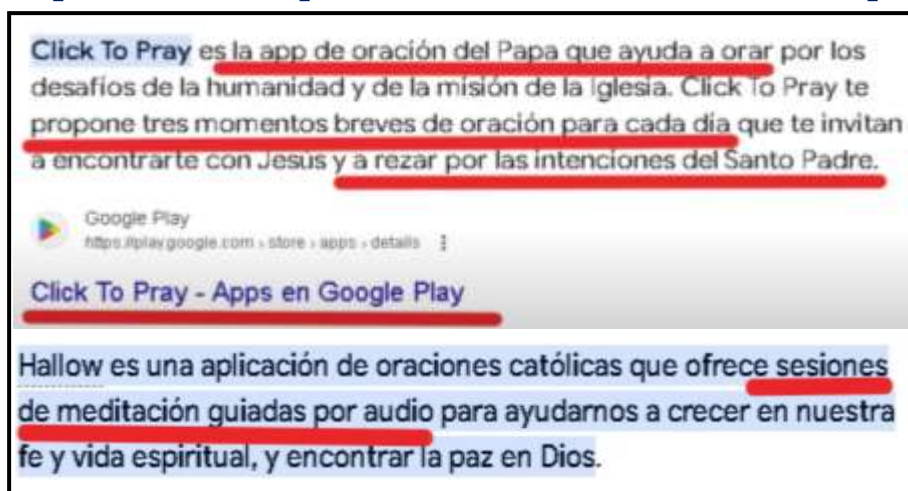 Click To Pray es la app de oración del Papa que ayuda a orar por los
desafíos de la humanidad y de la misión de la Iglesia. Click To Pray te
propone tres momentos breves de oración para cada día que te invitan
a encontrarte con Jesús y a rezar por las intenciones del Santo Padre.
Google Play
https://play.google.com › store › apps › details
Click To Pray - Apps en Google Play
Hallow es una aplicación de oraciones católicas que ofrece sesiones
de meditación guiadas por audio para ayudarnos a crecer en nuestra
fe y vida espiritual, y encontrar la paz en Dios.